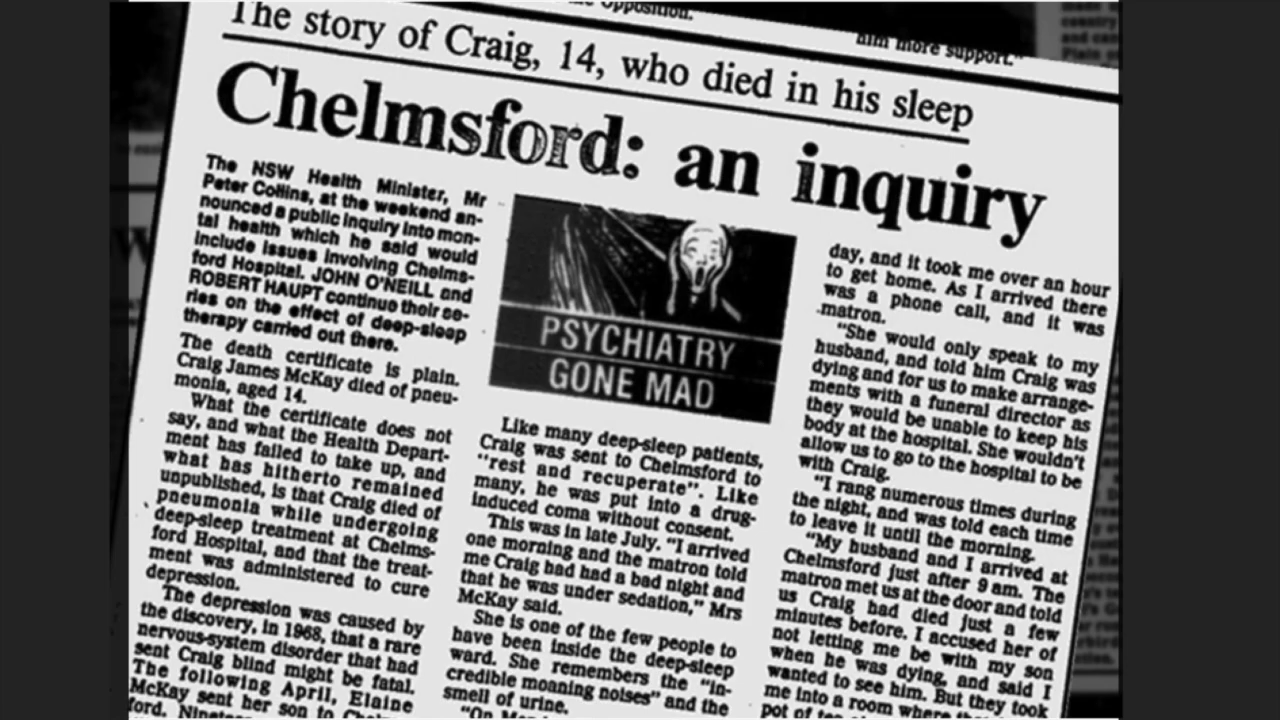 Opposition.
him more support."
The story of Craig, 14, who died in his sleep
Chelmsford: an inquiry
The NSW Health Minister, Mr
Peter Collins, at the weekend an-
nounced a public inquiry into men-
tal health which he said would
include issues involving Chelms-
ford Hospital. JOHN O'NEILL and
ROBERT HAUPT continue their se-
ries on the effect of deep-sleep
therapy carried out there.
The death certificate is plain.
Craig James McKay died of pneu-
monia, aged 14.
What the certificate does not
say, and what the Health Depart-
ment has failed to take up, and
what has hitherto remained
unpublished, is that Craig died of
pneumonia while undergoing
deep-sleep treatment at Chelms-
ford Hospital, and that the treat-
ment was administered to cure
depression.
The depression was caused by
the discovery, in 1968, that a rare
nervous-system disorder that had
sent Craig blind might be fatal.
The following April, Elaine
McKay sent her son to Chelms-
ford.
PSYCHIATRY
GONE MAD
Like many deep-sleep patients,
Craig was sent to Chelmsford to
"rest and recuperate". Like
many, he was put into a drug-
induced coma without consent.
This was in late July. "I arrived
one morning and the matron told
me Craig had had a bad night and
that he was under sedation," Mrs
McKay said.
She is one of the few people to
have been inside the deep-sleep
ward. She remembers the "in-
credible moaning noises" and the
smell of urine.
"On
day, and it took me over an hour
to get home. As I arrived there
was a phone call, and it was
matron.
"She would only speak to my
husband, and told him Craig was
dying and for us to make arrange-
ments with a funeral director as
they would be unable to keep his
body at the hospital. She wouldn't
allow us to go to the hospital to be
with Craig.
"I rang numerous times during
the night, and was told each time
to leave it until the morning.
"My husband and I arrived at
Chelmsford just after 9 am. The
matron met us at the door and told
us Craig had died just a few
minutes before. I accused her of
not letting me be with my son
when he was dying, and said I
wanted to see him. But they took
me into a room where
pot of